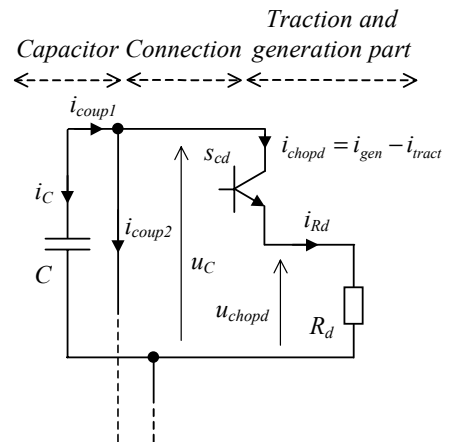 Traction and
Capacitor Connection generation part
i_coup1
s_cd
i_chopd = i_gen − i_tract
i_C
i_coup2
i_Rd
C
u_C
u_chopd
R_d